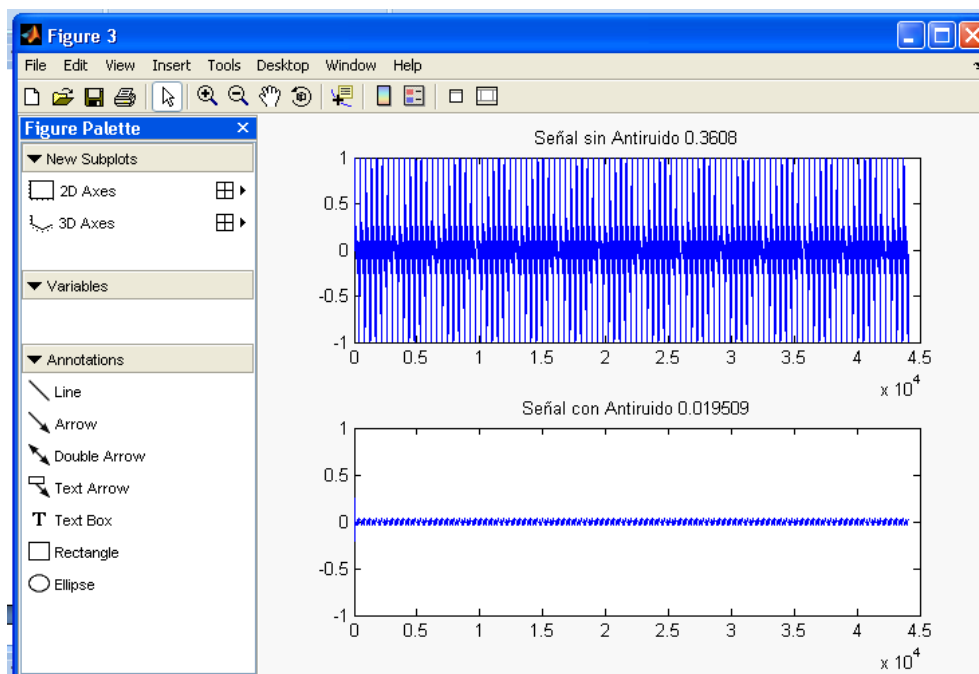 Figure 3
File Edit View Insert Tools Desktop Window Help
Figure Palette
New Subplots
2D Axes
3D Axes
Variables
Annotations
Line
Arrow
Double Arrow
Text Arrow
T Text Box
Rectangle
Ellipse
Señal sin Antiruido 0.3608
1
0.5
0
-0.5
-1
0 0.5 1 1.5 2 2.5 3 3.5 4 4.5
x 10^4
Señal con Antiruido 0.019509
1
0.5
0
-0.5
-1
0 0.5 1 1.5 2 2.5 3 3.5 4 4.5
x 10^4